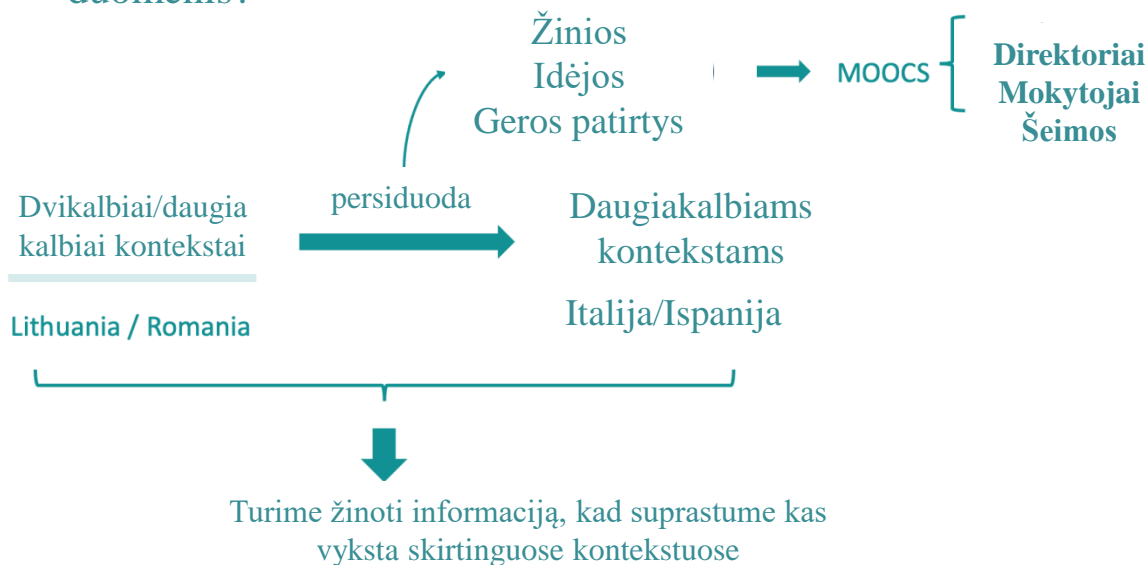 duomenis?
Žinios
Idėjos
Geros patirtys
MOOCS
Direktoriai
Mokytojai
Šeimos
persiduoda
Dvikalbiai/daugia
kalbiai kontekstai
Daugiakalbiams
kontekstams
Lithuania / Romania
Italija/Ispanija
Turime žinoti informaciją, kad suprastume kas
vyksta skirtinguose kontekstuose